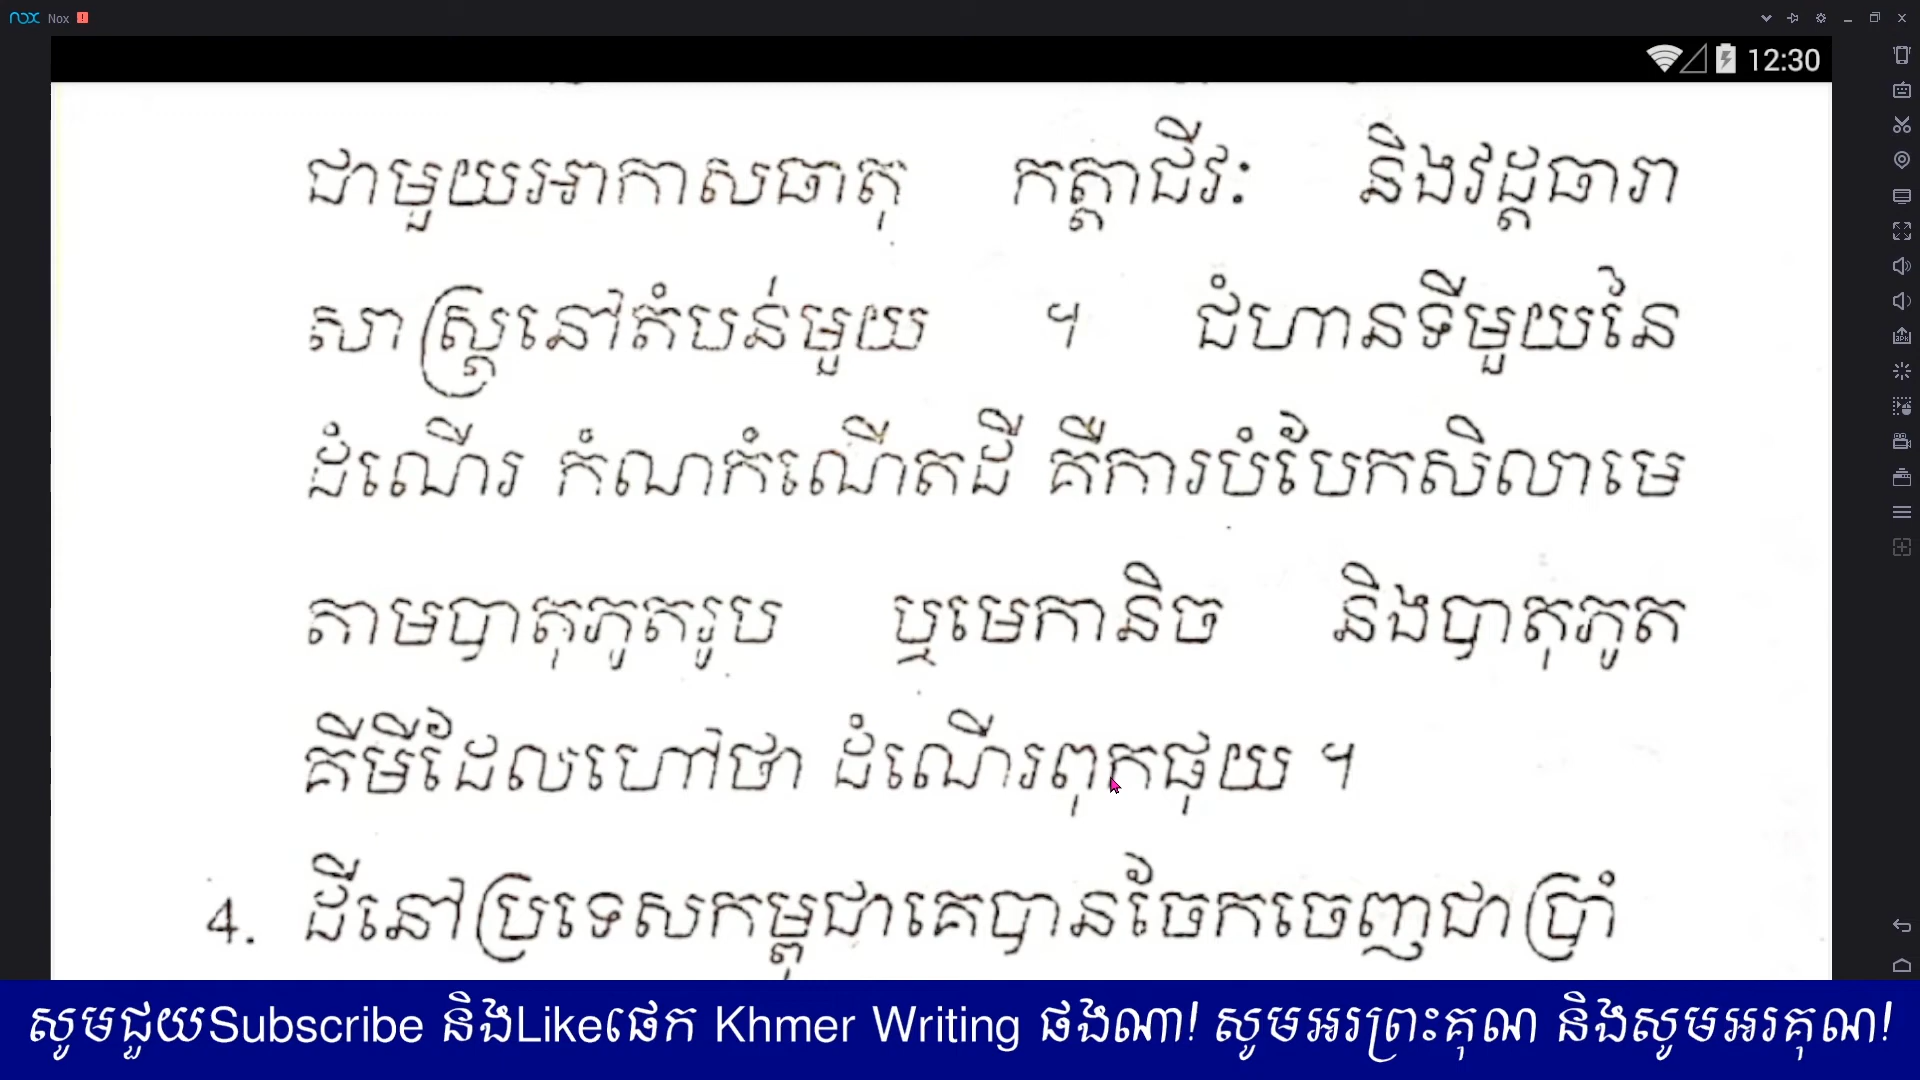 Nox
12:30
ជាមួយអាកាសធាតុ កត្តាជីវៈ និងវដ្ដធារា
សាស្ត្រនៅតំបន់មួយ ។ ជំហានទីមួយនៃ
ដំណើរ កំណកំណើតដី គឺការបំបែកសិលាមេ
តាមបាតុភូតរូប ឬមេកានិច និងបាតុភូត
គីមីដែលហៅថា ដំណើរពុកផុយ ។
4. ដីនៅប្រទេសកម្ពុជាគេបានចែកចេញជាប្រាំ
សូមជួយSubscribe និងLikeផេក Khmer Writing ផងណា! សូមអរព្រះគុណ និងសូមអរគុណ!